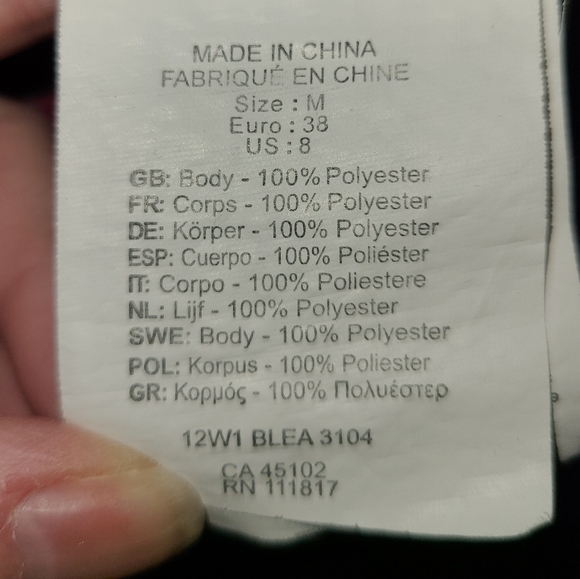 MADE IN CHINA
FABRIQUÉ EN CHINE
Size : M
Euro : 38
US : 8
GB: Body - 100% Polyester
FR: Corps - 100% Polyester
DE: Körper - 100% Polyester
ESP: Cuerpo - 100% Poliéster
IT: Corpo - 100% Poliestere
NL: Lijf - 100% Polyester
SWE: Body - 100% Polyester
POL: Korpus - 100% Poliester
GR: Κορμός - 100% Πολυέστερ
12W1 BLEA 3104
CA 45102
RN 111817